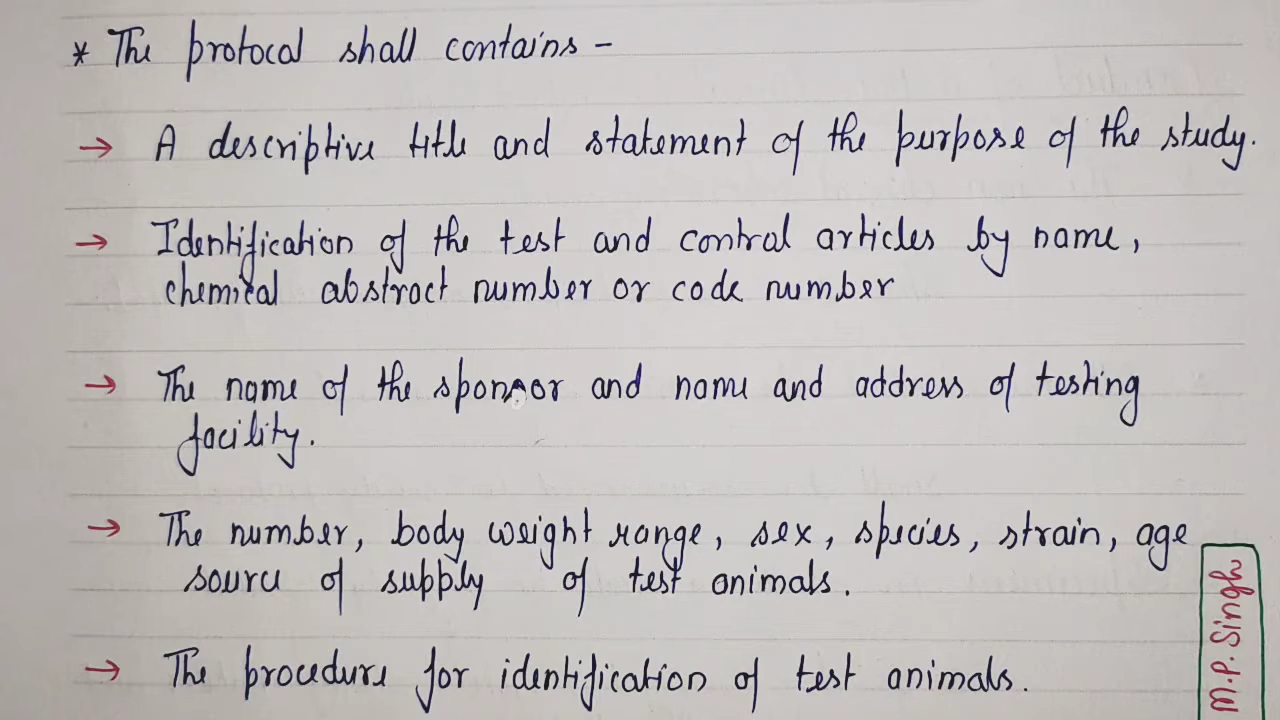 * The protocal shall contains -
→ A descriptive title and statement of the purpose of the study.
→ Identification of the test and control articles by name,
chemical abstract number or code number
→ The name of the sponsor and name and address of testing
facility.
→ The number, body weight range, sex, species, strain, age
source of supply of test animals.
→ The procedure for identification of test animals.
M.P. Singh